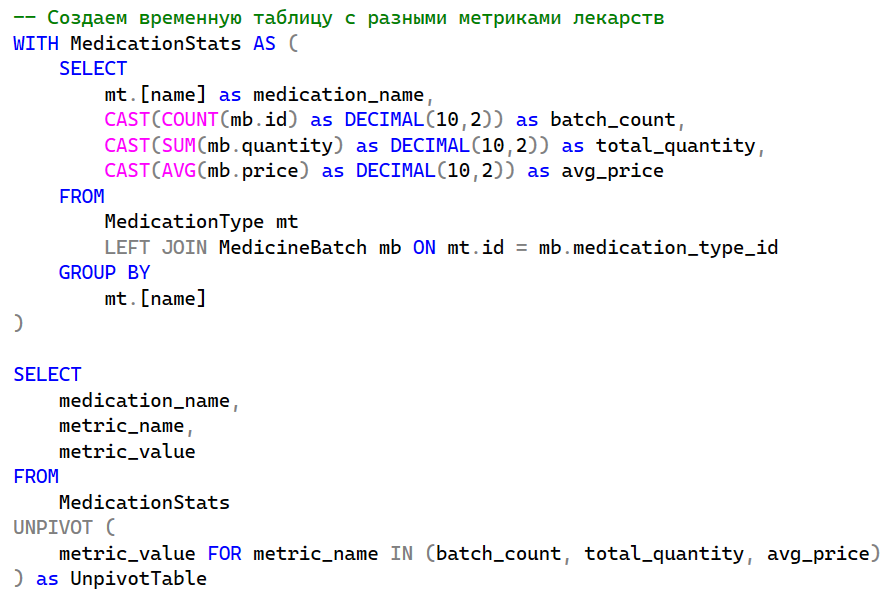 -- Создаем временную таблицу с разными метриками лекарств
WITH MedicationStats AS (
    SELECT
        mt.[name] as medication_name,
        CAST(COUNT(mb.id) as DECIMAL(10,2)) as batch_count,
        CAST(SUM(mb.quantity) as DECIMAL(10,2)) as total_quantity,
        CAST(AVG(mb.price) as DECIMAL(10,2)) as avg_price
    FROM
        MedicationType mt
        LEFT JOIN MedicineBatch mb ON mt.id = mb.medication_type_id
    GROUP BY
        mt.[name]
)

SELECT
    medication_name,
    metric_name,
    metric_value
FROM
    MedicationStats
UNPIVOT (
    metric_value FOR metric_name IN (batch_count, total_quantity, avg_price)
) as UnpivotTable